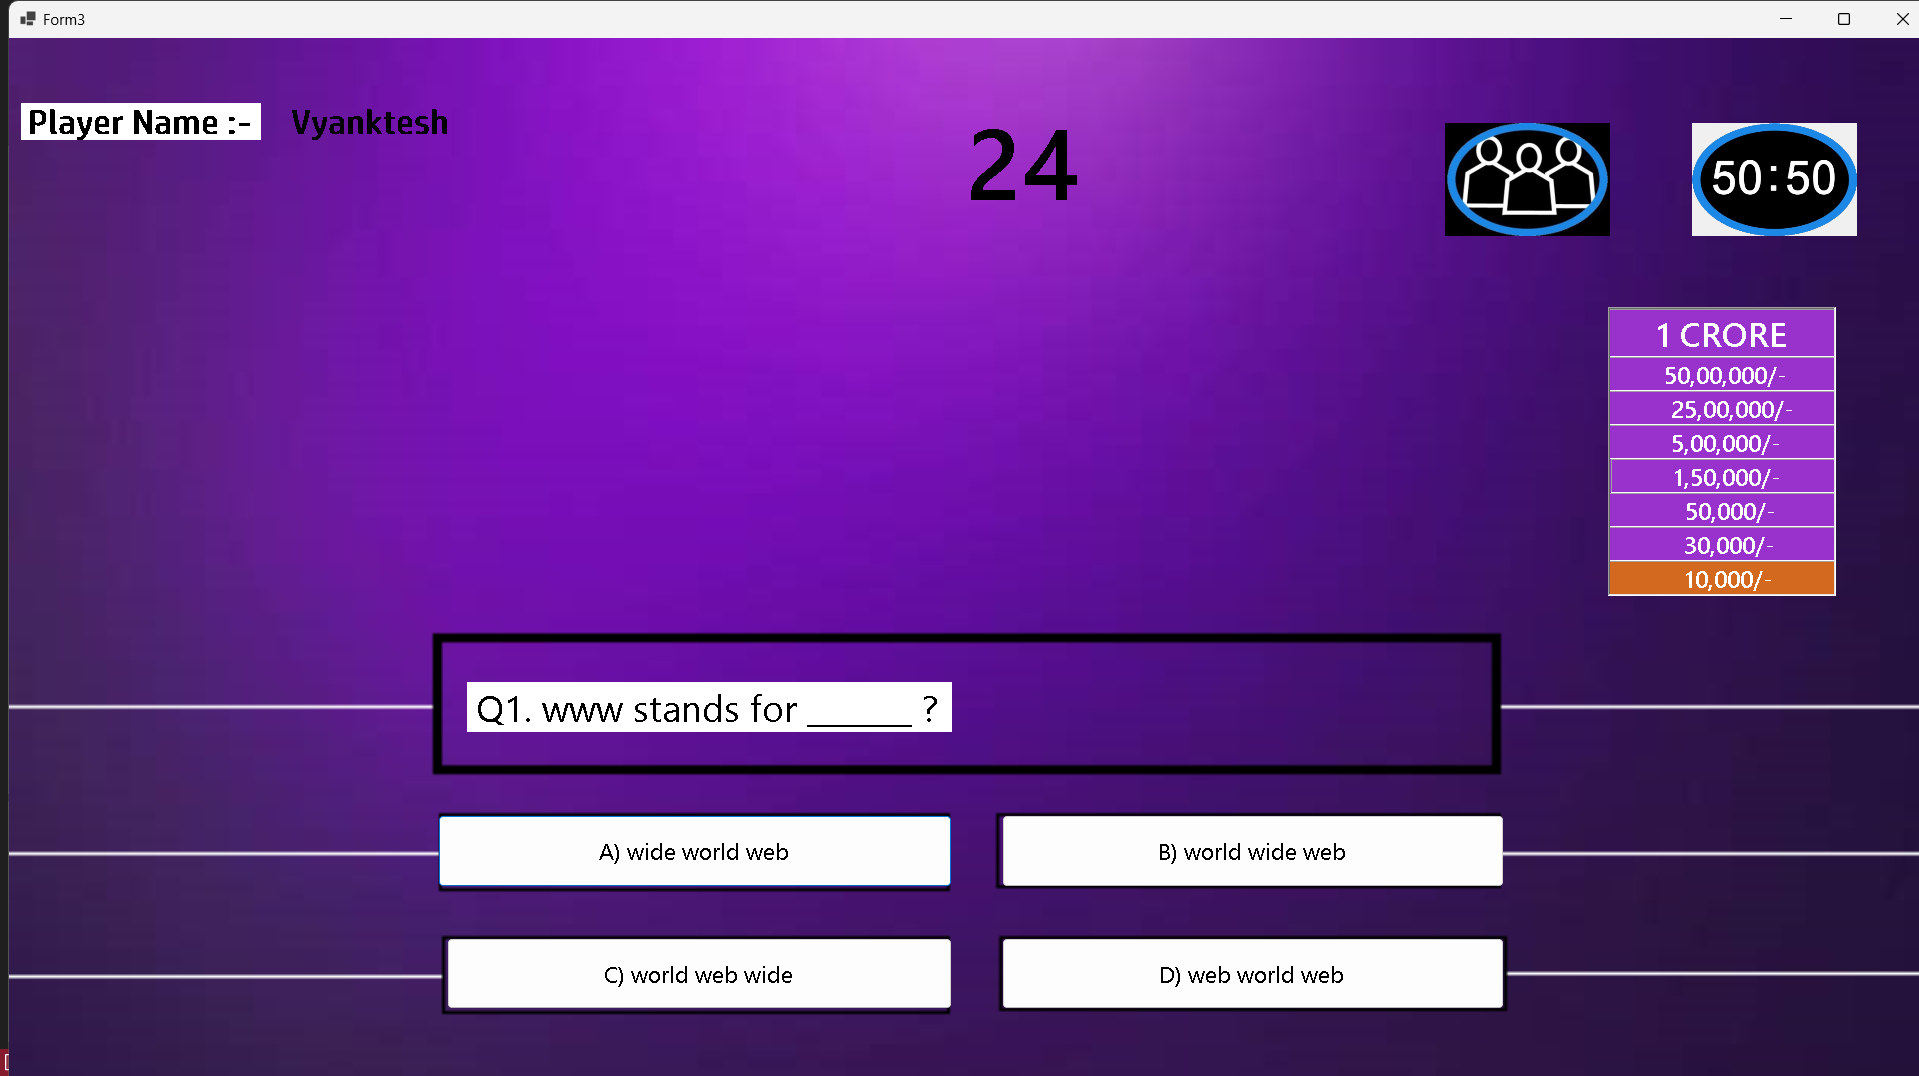 Form3
Player Name :- Vyanktesh
24
50:50
1 CRORE
50,00,000/-
25,00,000/-
5,00,000/-
1,50,000/-
50,000/-
30,000/-
10,000/-
Q1. www stands for ______ ?
A) wide world web
B) world wide web
C) world web wide
D) web world web